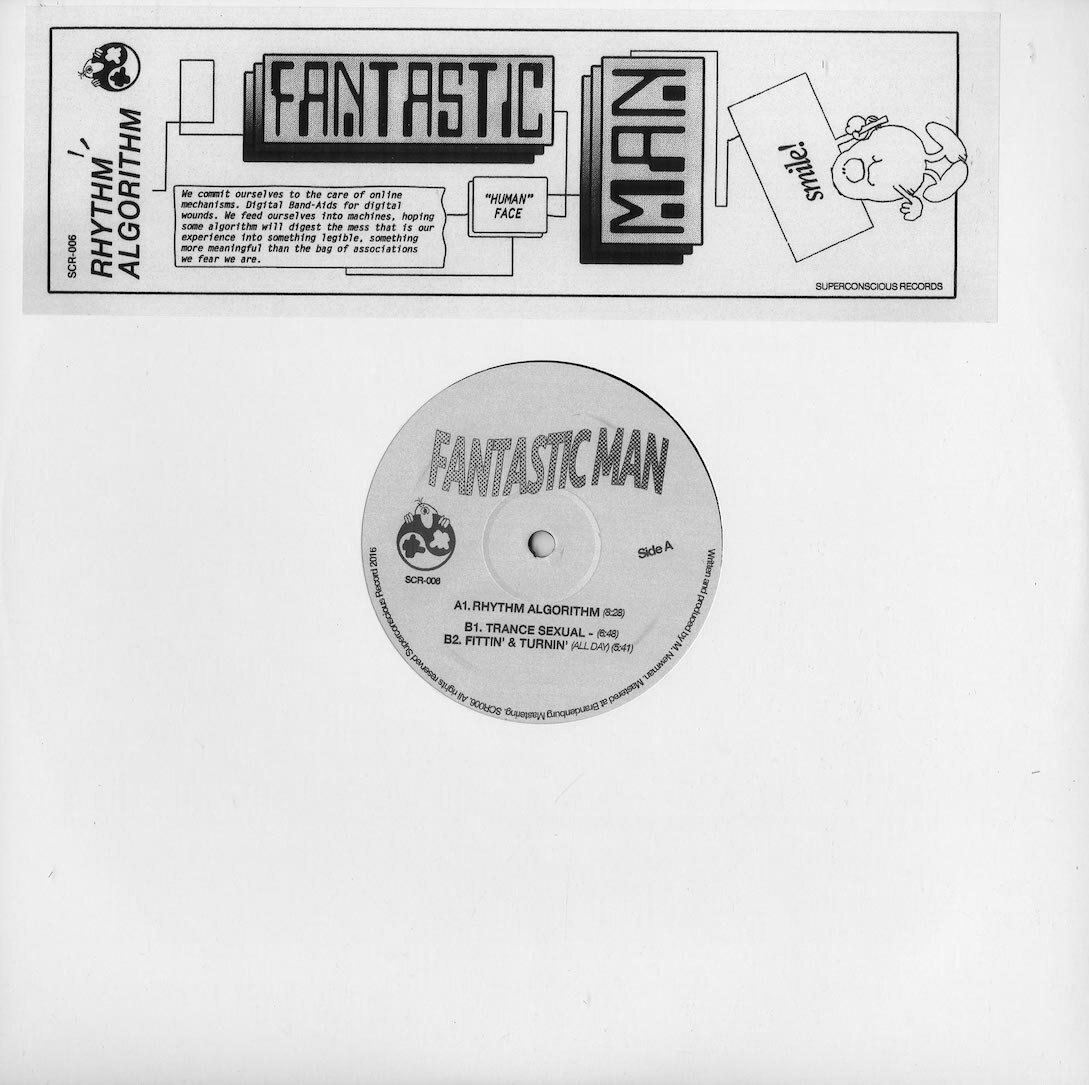 SCR-006
RHYTHM
ALGORITHM
FANTASTIC
MAN
We commit ourselves to the care of online
mechanisms. Digital Band-Aids for digital
wounds. We feed ourselves into machines, hoping
some algorithm will digest the mess that is our
experience into something legible, something
more meaningful than the bag of associations
we fear we are.
"HUMAN"
FACE
smile!
SUPERCONSCIOUS RECORDS
FANTASTIC MAN
Side A
SCR-006
A1. RHYTHM ALGORITHM (8:28)
B1. TRANCE SEXUAL - (6:48)
B2. FITTIN' & TURNIN' (ALL DAY) (5:41)
Written and produced by M. Newman. Mastered at Brandenburg Mastering. SCR006. All rights reserved Superconscious Record 2016